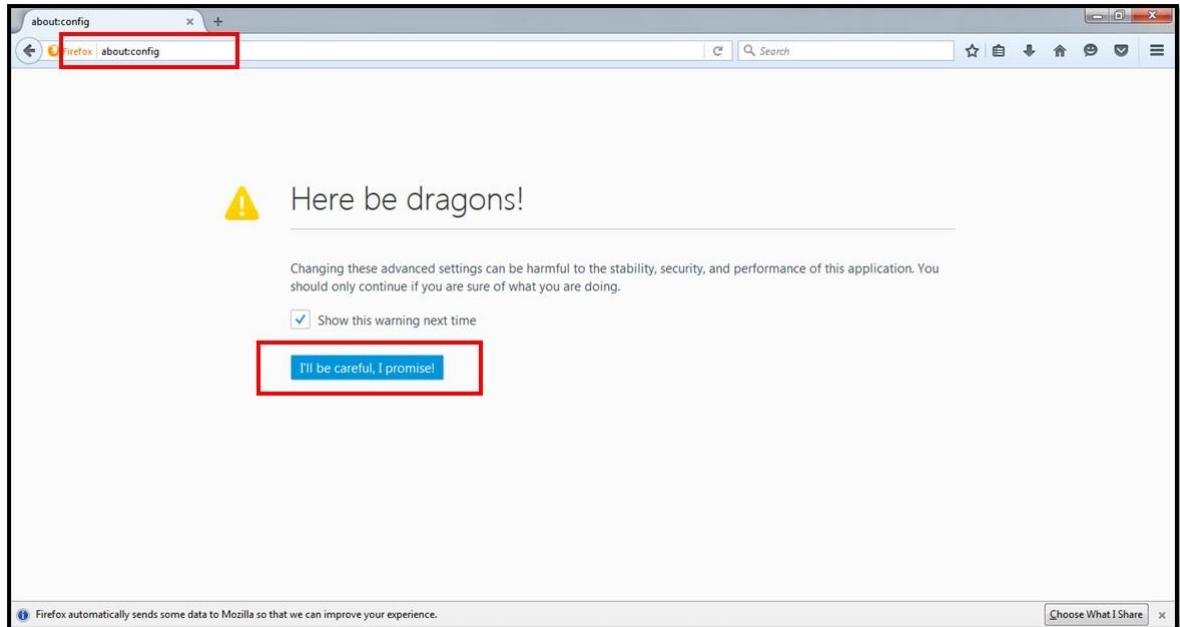 about:config
Firefox about:config
Search
Here be dragons!
Changing these advanced settings can be harmful to the stability, security, and performance of this application. You
should only continue if you are sure of what you are doing.
Show this warning next time
I'll be careful, I promise!
Firefox automatically sends some data to Mozilla so that we can improve your experience.
Choose What I Share